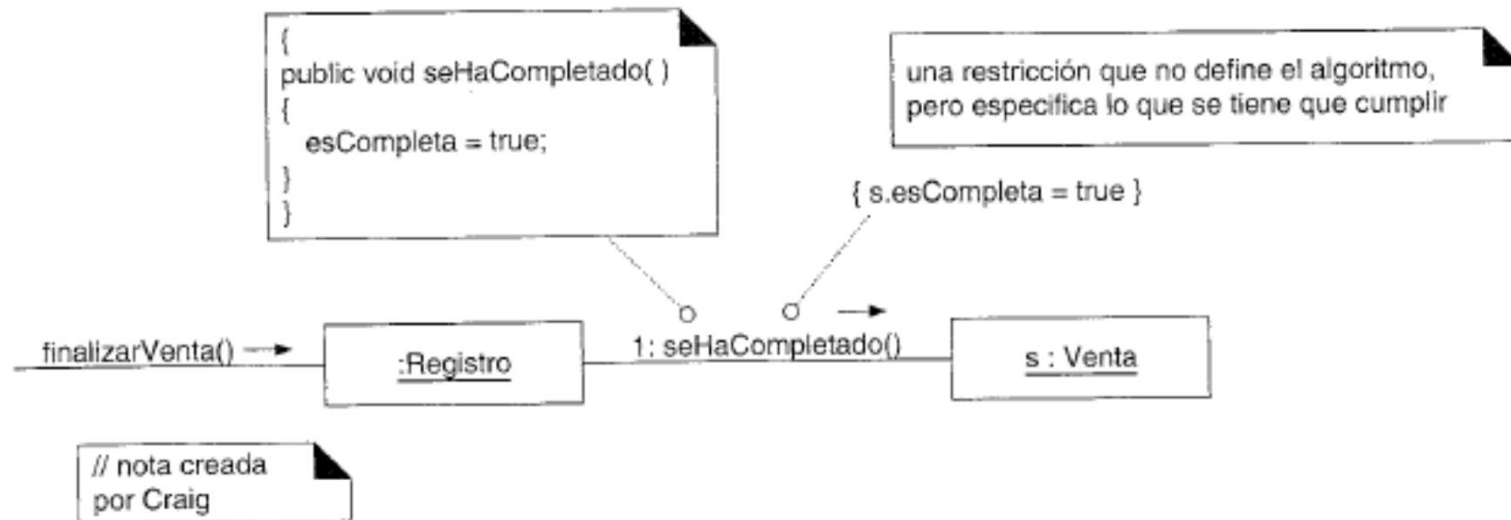 {
public void seHaCompletado( )
{
esCompleta = true;
}
}
una restricción que no define el algoritmo,
pero especifica lo que se tiene que cumplir
{ s.esCompleta = true }
finalizarVenta()
:Registro
1: seHaCompletado()
s : Venta
// nota creada
por Craig